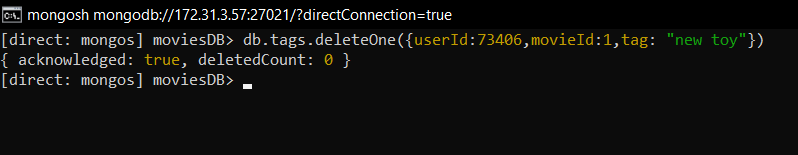 mongosh mongodb://172.31.3.57:27021/?directConnection=true
[direct: mongos] moviesDB> db.tags.deleteOne({userId:73406,movieId:1,tag: "new toy"})
{ acknowledged: true, deletedCount: 0 }
[direct: mongos] moviesDB>